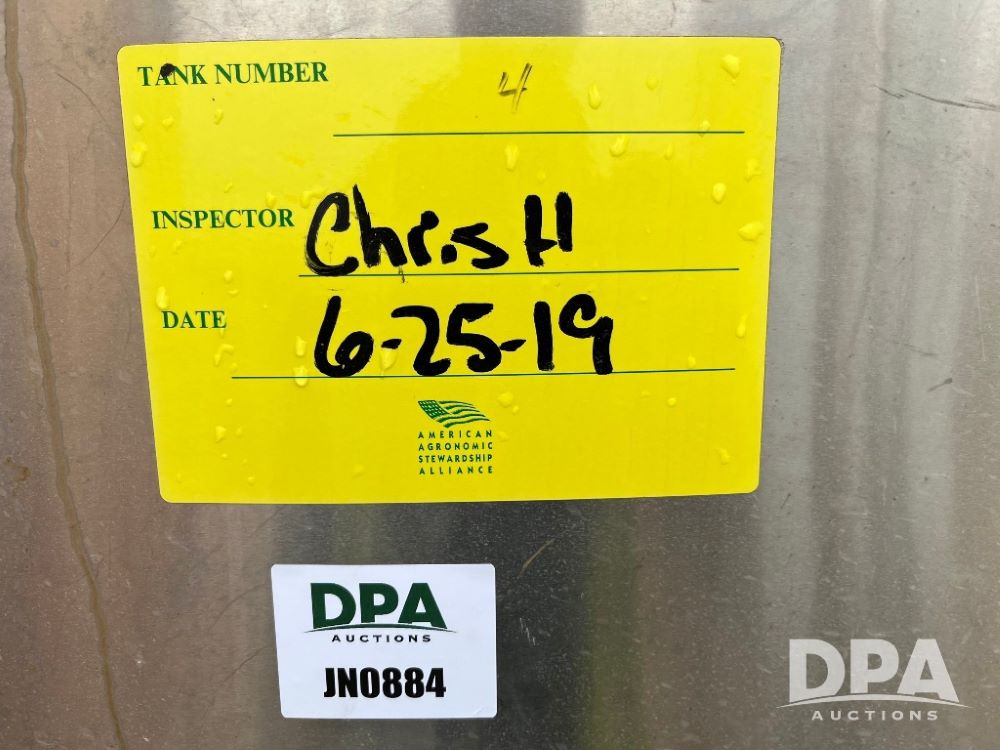 TANK NUMBER 4
INSPECTOR Chris H
DATE 6-25-19
AMERICAN
AGRONOMIC
STEWARDSHIP
ALLIANCE
DPA
AUCTIONS
JN0884
DPA
AUCTIONS